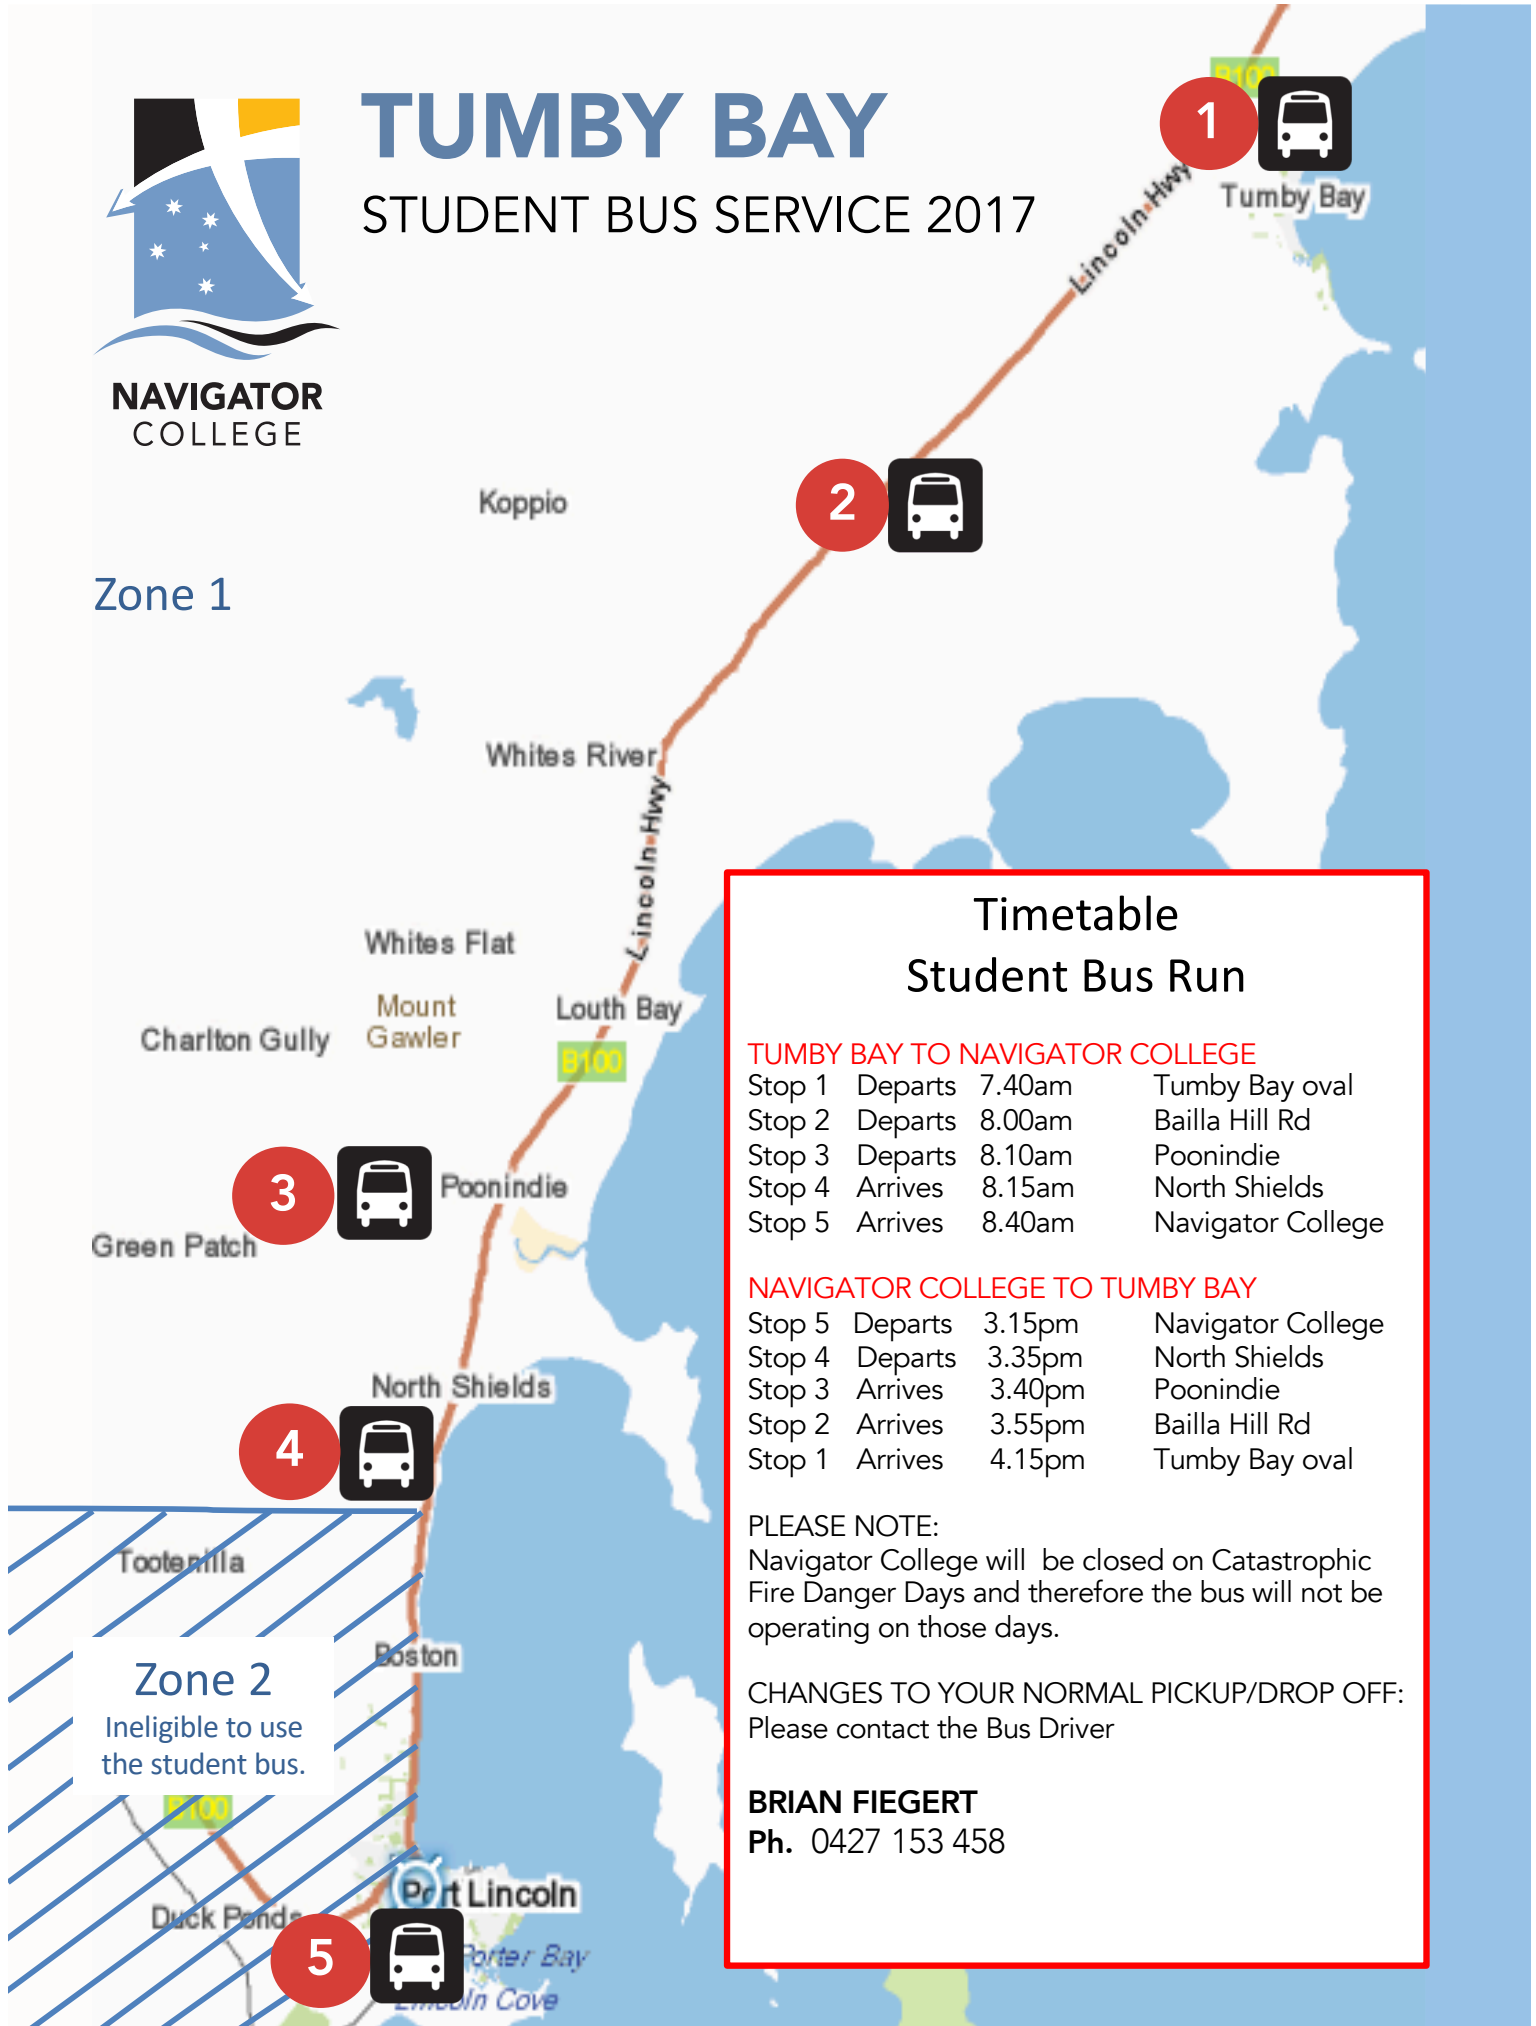 TUMBY BAY
STUDENT BUS SERVICE 2017
NAVIGATOR
COLLEGE
B100
1
Tumby Bay
Lincoln Hwy
2
Koppio
Zone 1
Whites River
Lincoln Hwy
Whites Flat
Mount
Gawler
Louth Bay
Charlton Gully
B100
3
Poonindie
Green Patch
North Shields
4
Tootenilla
Boston
Zone 2
Ineligible to use
the student bus.
B100
Port Lincoln
Duck Ponds
5
Porter Bay
Lincoln Cove
Timetable
Student Bus Run
TUMBY BAY TO NAVIGATOR COLLEGE
Stop 1 Departs 7.40am Tumby Bay oval
Stop 2 Departs 8.00am Bailla Hill Rd
Stop 3 Departs 8.10am Poonindie
Stop 4 Arrives 8.15am North Shields
Stop 5 Arrives 8.40am Navigator College
NAVIGATOR COLLEGE TO TUMBY BAY
Stop 5 Departs 3.15pm Navigator College
Stop 4 Departs 3.35pm North Shields
Stop 3 Arrives 3.40pm Poonindie
Stop 2 Arrives 3.55pm Bailla Hill Rd
Stop 1 Arrives 4.15pm Tumby Bay oval
PLEASE NOTE:
Navigator College will be closed on Catastrophic
Fire Danger Days and therefore the bus will not be
operating on those days.
CHANGES TO YOUR NORMAL PICKUP/DROP OFF:
Please contact the Bus Driver
BRIAN FIEGERT
Ph. 0427 153 458